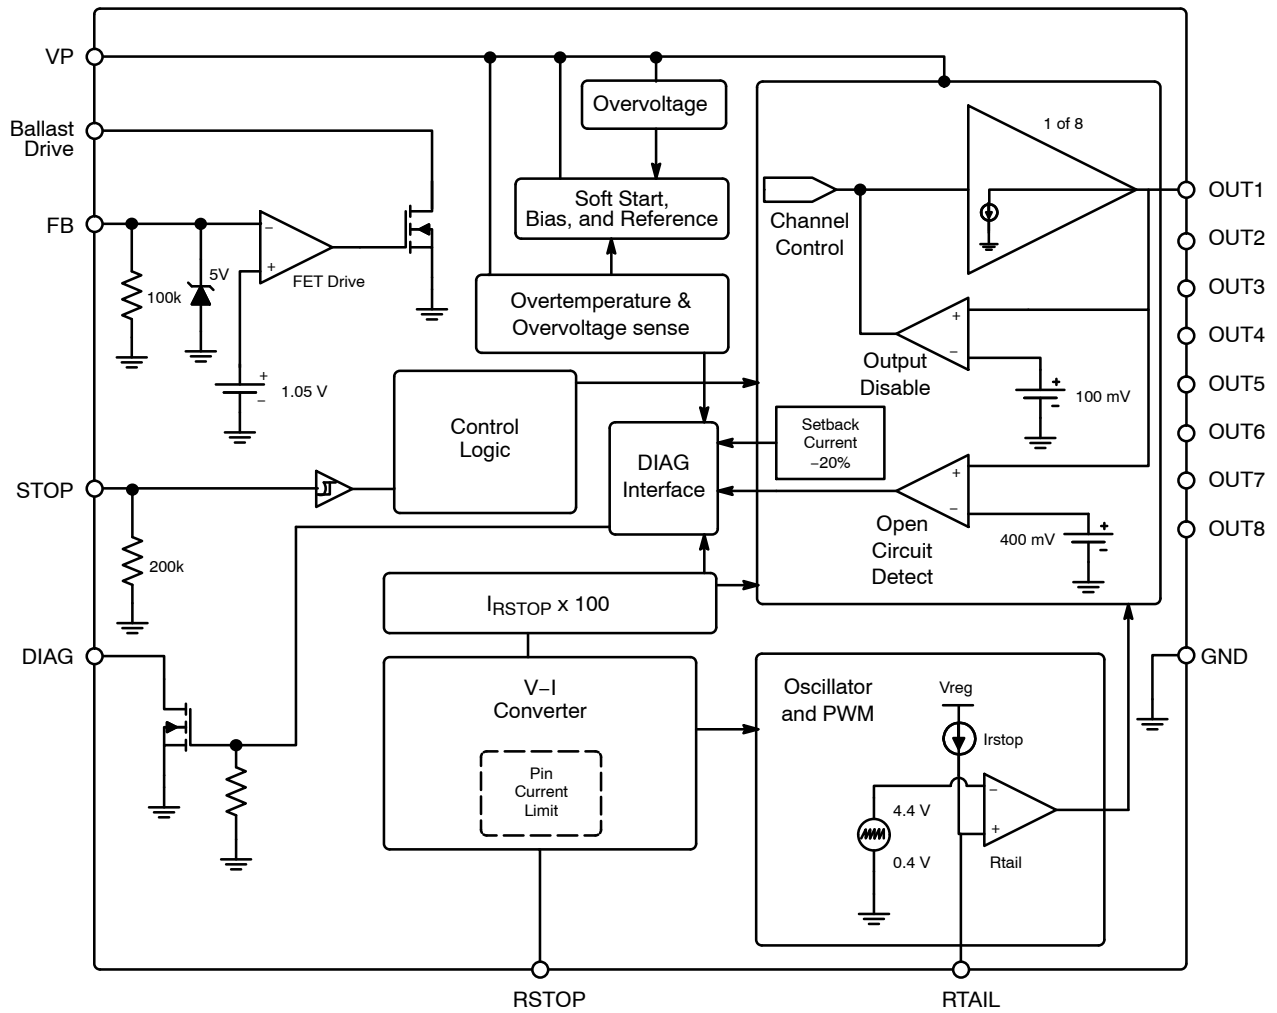 VP
Ballast
Drive
FB
100k
5V
−
+
FET Drive
+
−
1.05 V
STOP
200k
DIAG
Overvoltage
Soft Start,
Bias, and Reference
Overtemperature &
Overvoltage sense
Control
Logic
DIAG
Interface
Setback
Current
−20%
IRSTOP x 100
V−I
Converter
Pin
Current
Limit
1 of 8
Channel
Control
+
−
Output
Disable
+
−
100 mV
+
−
Open
Circuit
Detect
+
−
400 mV
Oscillator
and PWM
Vreg
Irstop
4.4 V
0.4 V
−
+
Rtail
OUT1
OUT2
OUT3
OUT4
OUT5
OUT6
OUT7
OUT8
GND
RSTOP
RTAIL